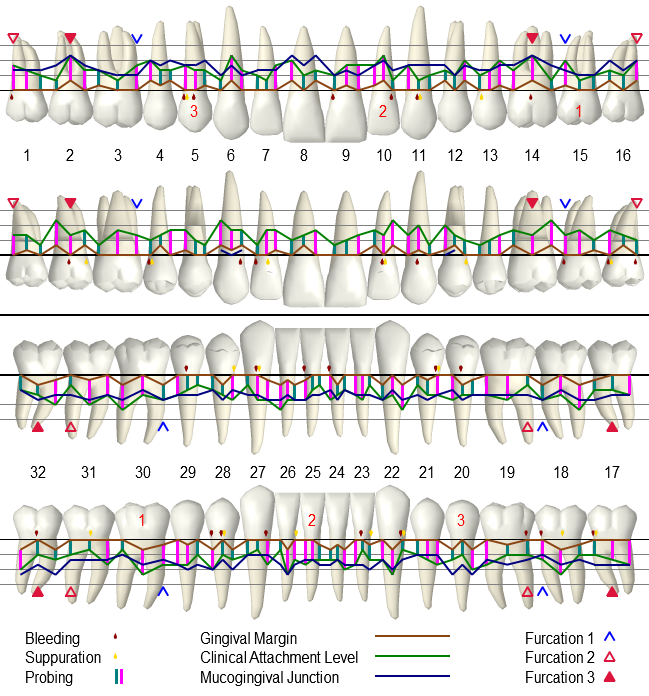 3 2 1
1 2 3 4 5 6 7 8 9 10 11 12 13 14 15 16
32 31 30 29 28 27 26 25 24 23 22 21 20 19 18 17
1 2 3
Bleeding Gingival Margin Furcation 1
Suppuration Clinical Attachment Level Furcation 2
Probing Mucogingival Junction Furcation 3